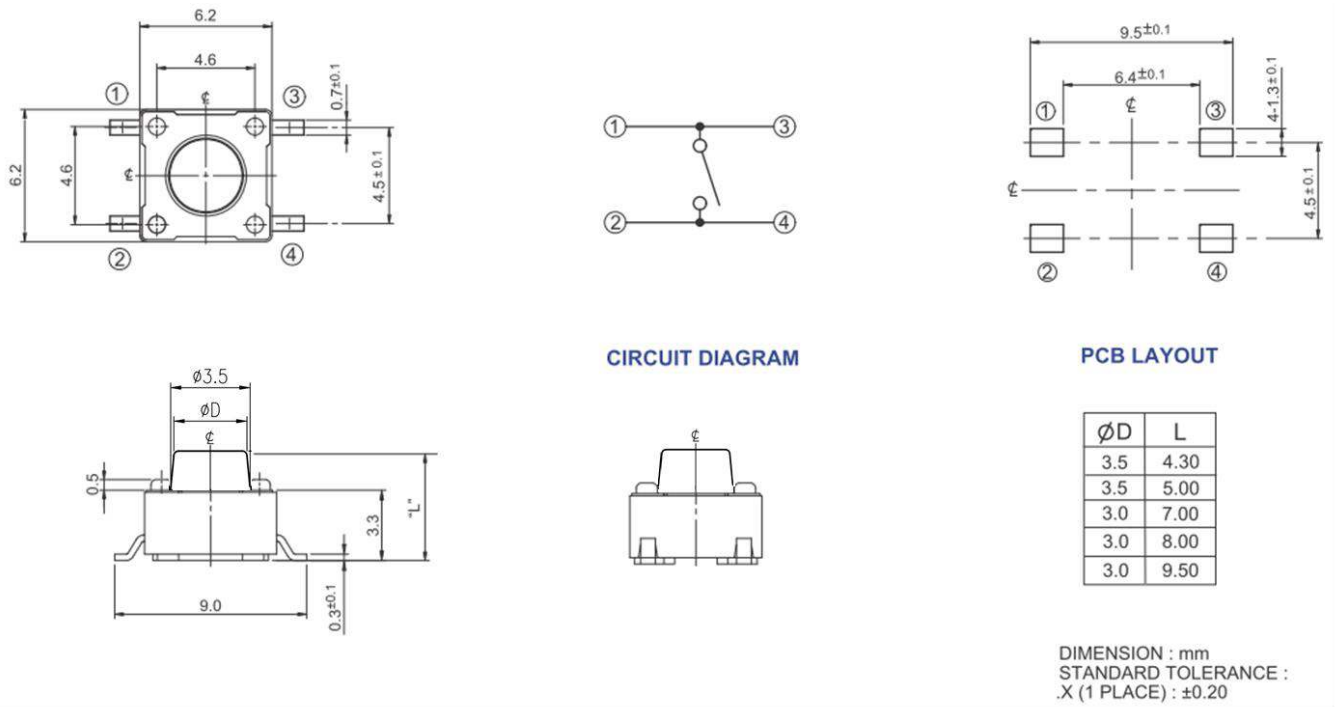 6.2
4.6
① ③
0.7±0.1
℄
6.2
4.6
℄
4.5±0.1
② ④
① ③
② ④
CIRCUIT DIAGRAM
9.5±0.1
6.4±0.1
4-1.3±0.1
① ℄ ③
℄
4.5±0.1
② ④
PCB LAYOUT
ø3.5
øD
℄
0.5
3.3
"L"
9.0
0.3±0.1
℄
øD L
3.5 4.30
3.5 5.00
3.0 7.00
3.0 8.00
3.0 9.50
DIMENSION : mm
STANDARD TOLERANCE :
.X (1 PLACE) : ±0.20